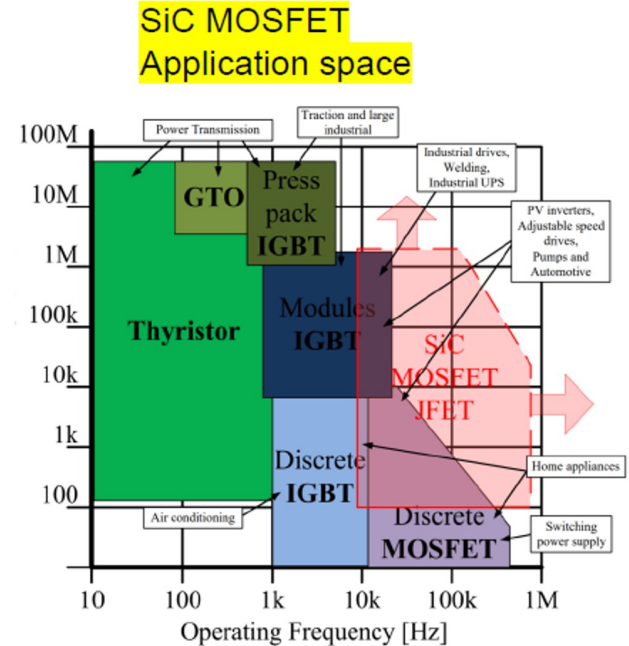 SiC MOSFET
Application space
Power Transmission
Traction and large
industrial
Industrial drives,
Welding,
Industrial UPS
PV inverters,
Adjustable speed
drives,
Pumps and
Automotive
100M
10M
1M
100k
10k
1k
100
GTO
Press
pack
IGBT
Thyristor
Modules
IGBT
SiC
MOSFET
JFET
Discrete
IGBT
Discrete
MOSFET
Air conditioning
Home appliances
Switching
power supply
10
100
1k
10k
100k
1M
Operating Frequency [Hz]